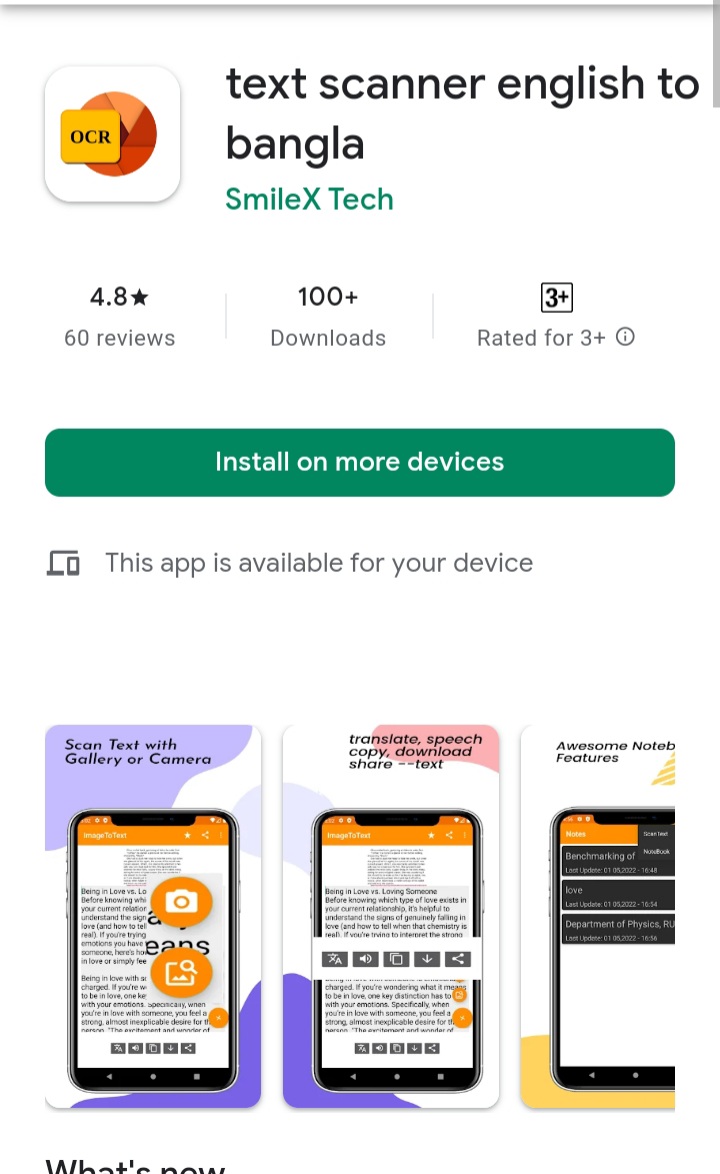 text scanner english to
bangla
OCR
SmileX Tech
4.8★
60 reviews
100+
Downloads
3+
Rated for 3+
Install on more devices
This app is available for your device
Scan Text with
Gallery or Camera
ImageToText
Being in Love vs. Lo
Before knowing whi
your current relation
understand the sign
love (and how to tell
real). If you're trying
emotions you have
someone, here's ho
in love or simply fee
eans
Being in love with s
charged. If you're w
to be in love, one ke
with your emotions. Specifically, when
you're in love with someone, you feel a
strong, almost inexplicable desire for th
person. "The excitement and wonder of
translate, speech
copy, download
share --text
ImageToText
Being in Love vs. Loving Someone
Before knowing which type of love exists in
your current relationship, it's helpful to
understand the signs of genuinely falling in
love (and how to tell when that chemistry is
real). If you're trying to interpret the strong
charged. If you're wondering what it means
to be in love, one key distinction has to
with your emotions. Specifically, when
you're in love with someone, you feel a
strong, almost inexplicable desire for th
person. "The excitement and wonder of
Awesome Noteb
Features
Notes
Scan text
NoteBook
Benchmarking of
Last Update: 01 05,2022 - 16:48
love
Last Update: 01 05,2022 - 16:54
Department of Physics, RU
Last Update: 01 05,2022 - 16:56
What's new